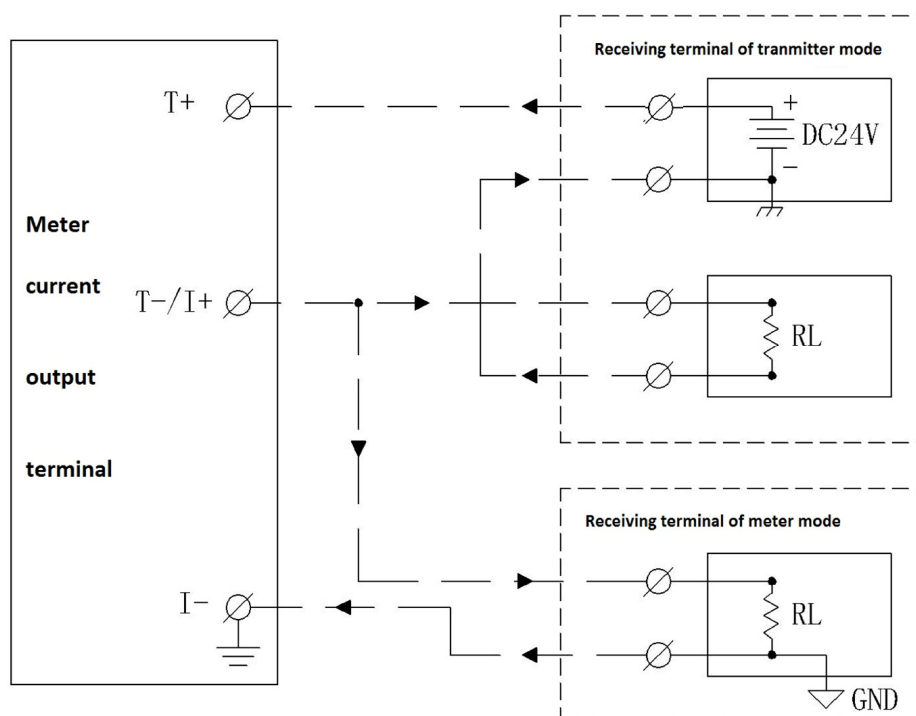 Receiving terminal of tranmitter mode
T+
+
DC24V
−
Meter
current
T-/I+
RL
output
terminal
Receiving terminal of meter mode
I-
RL
GND